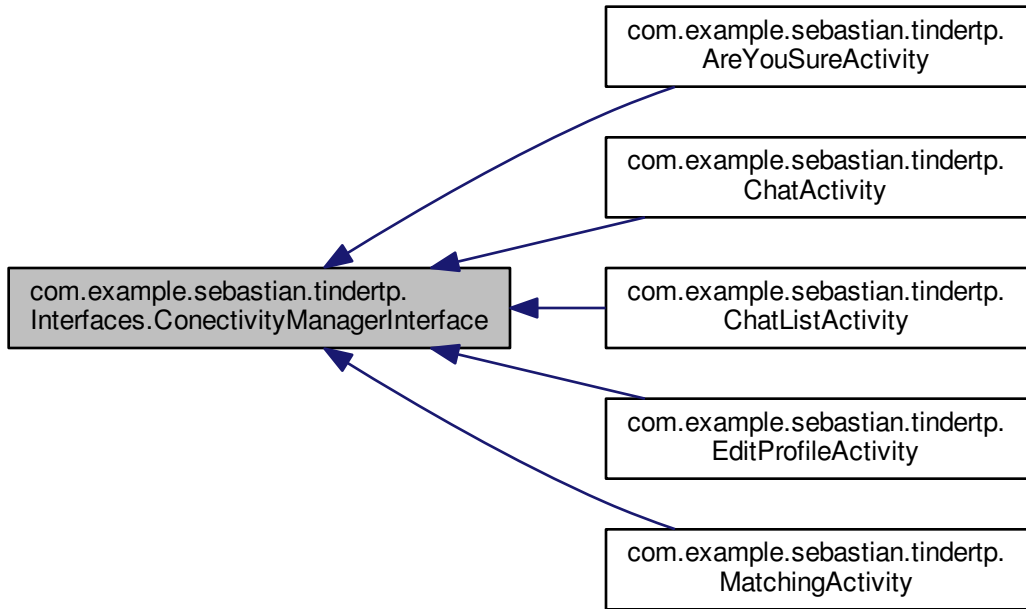 com.example.sebastian.tindertp.
AreYouSureActivity
com.example.sebastian.tindertp.
ChatActivity
com.example.sebastian.tindertp.
Interfaces.ConectivityManagerInterface
com.example.sebastian.tindertp.
ChatListActivity
com.example.sebastian.tindertp.
EditProfileActivity
com.example.sebastian.tindertp.
MatchingActivity